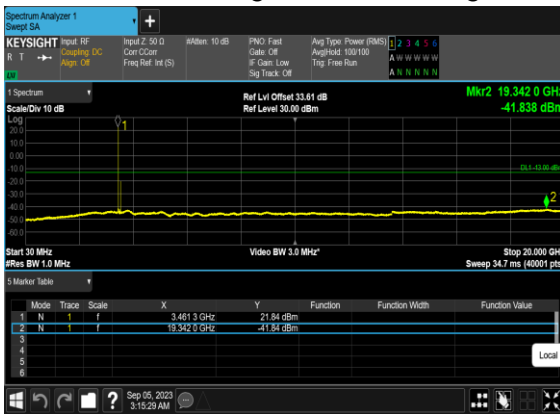 Spectrum Analyzer 1
Swept SA
+
KEYSIGHT
R T
LV
Input: RF
Coupling: DC
Align: Off
Input Z: 50 Ω
Corr CCorr
Freq Ref: Int (S)
#Atten: 10 dB
PNO: Fast
Gate: Off
IF Gain: Low
Sig Track: Off
Avg Type: Power (RMS)
Avg|Hold: 100/100
Trig: Free Run
1 2 3 4 5 6
A W W W W W
A N N N N N
1 Spectrum
Scale/Div 10 dB
Ref Lvl Offset 33.61 dB
Ref Level 30.00 dBm
Mkr2 19.342 0 GHz
-41.838 dBm
Log
20.0
10.0
0.00
-10.0
-20.0
-30.0
-40.0
-50.0
-60.0
1
DL1 -13.00 dBm
2
Start 30 MHz
#Res BW 1.0 MHz
Video BW 3.0 MHz*
Stop 20.000 GH
Sweep 34.7 ms (40001 pts
5 Marker Table
Mode Trace Scale X Y Function Function Width Function Value
1 N 1 f 3.461 3 GHz 21.84 dBm
2 N 1 f 19.342 0 GHz -41.84 dBm
3
4
5
6
Local
?
Sep 05, 2023
3:15:29 AM